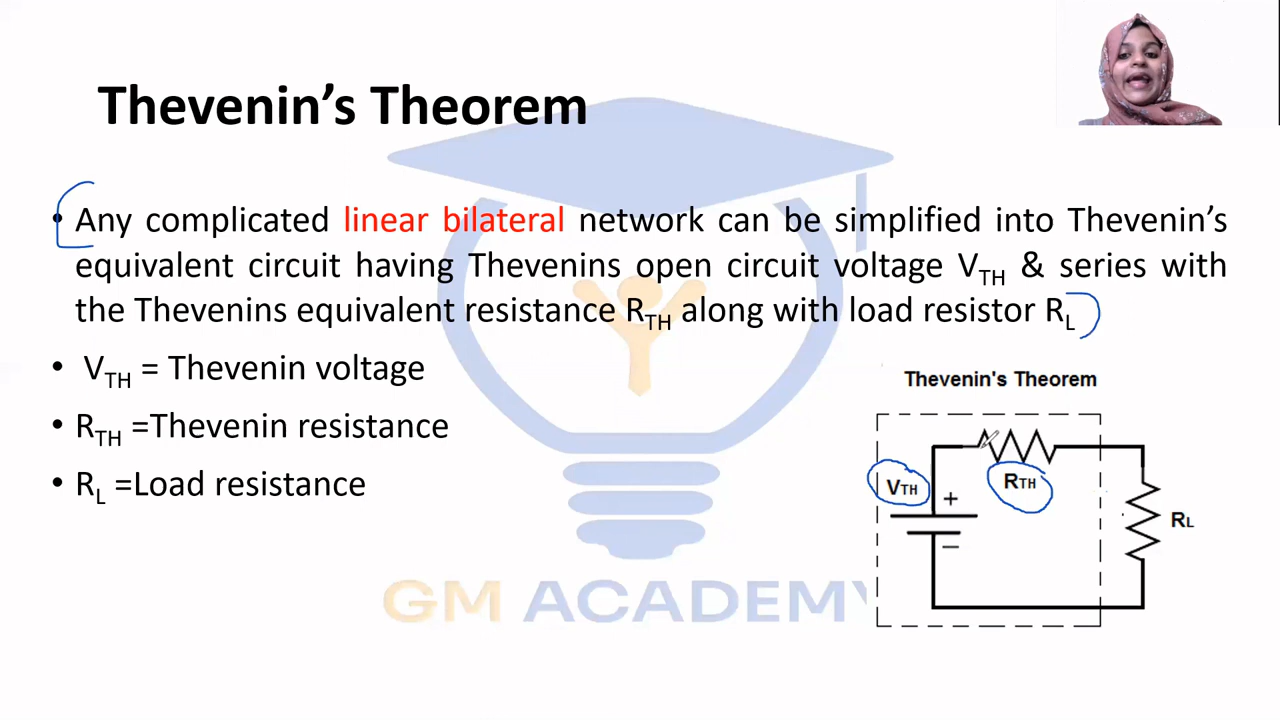 Thevenin’s Theorem
• Any complicated linear bilateral network can be simplified into Thevenin’s
equivalent circuit having Thevenins open circuit voltage VTH & series with
the Thevenins equivalent resistance RTH along with load resistor RL
• VTH = Thevenin voltage
• RTH =Thevenin resistance
• RL =Load resistance
Thevenin's Theorem
VTH
+
RTH
–
RL
GM ACADEMY